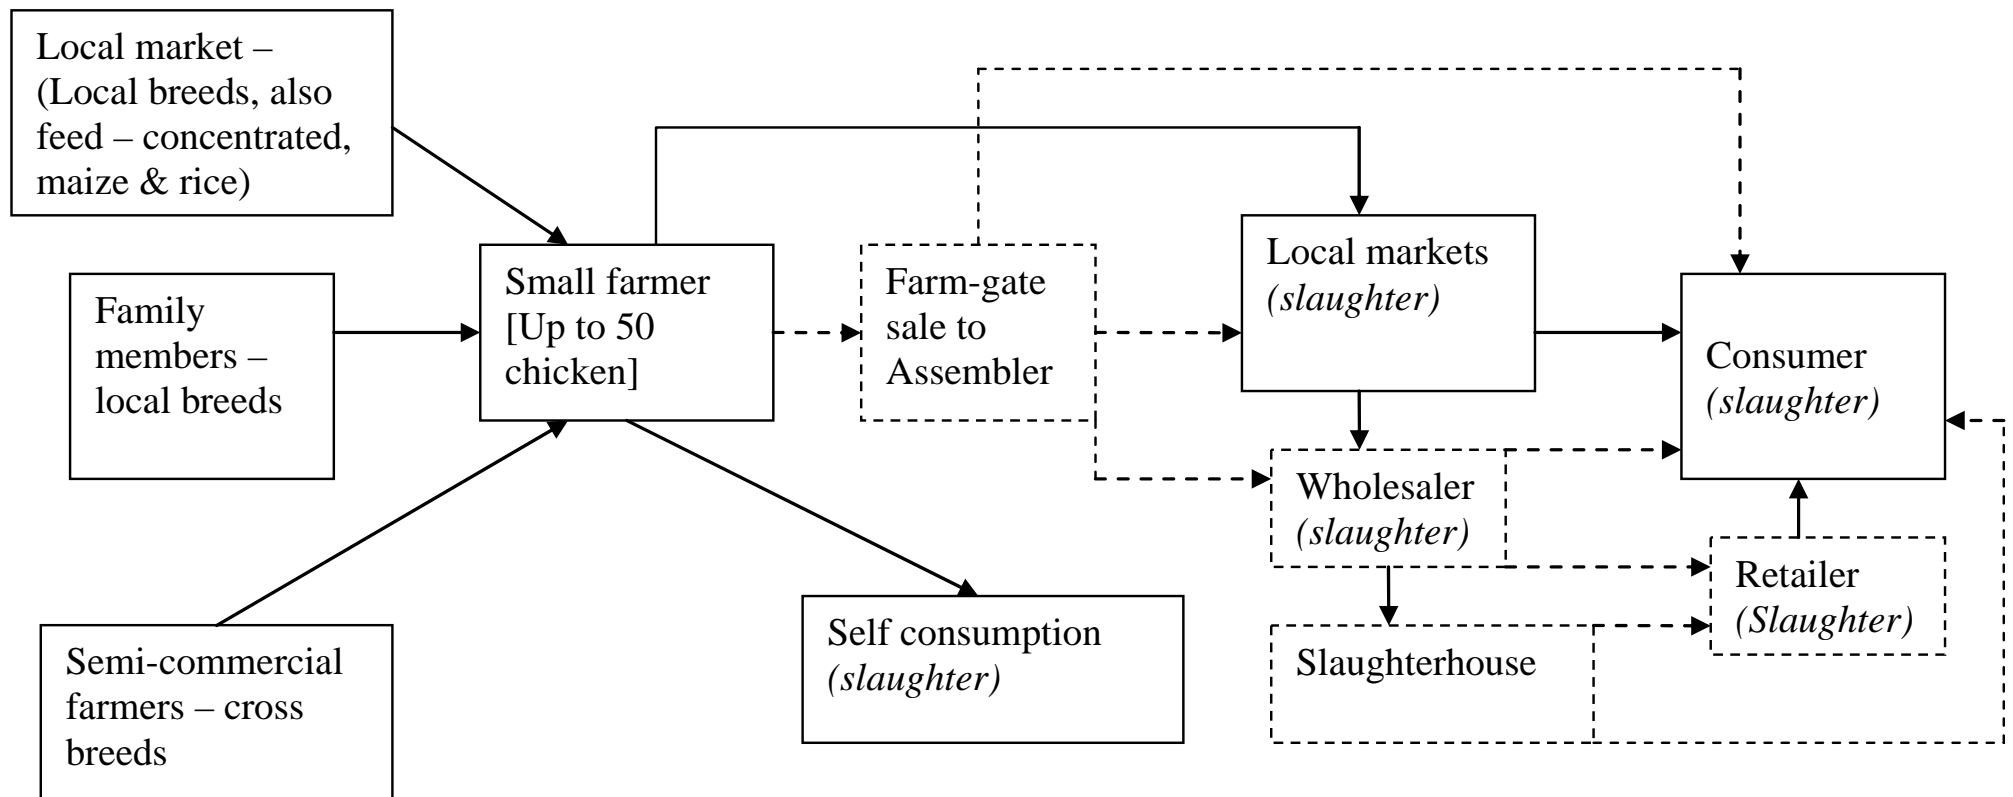 Local market –
(Local breeds, also
feed – concentrated,
maize & rice)
Family
members –
local breeds
Semi-commercial
farmers – cross
breeds
Small farmer
[Up to 50
chicken]
Self consumption
(slaughter)
Farm-gate
sale to
Assembler
Local markets
(slaughter)
Wholesaler
(slaughter)
Slaughterhouse
Consumer
(slaughter)
Retailer
(Slaughter)